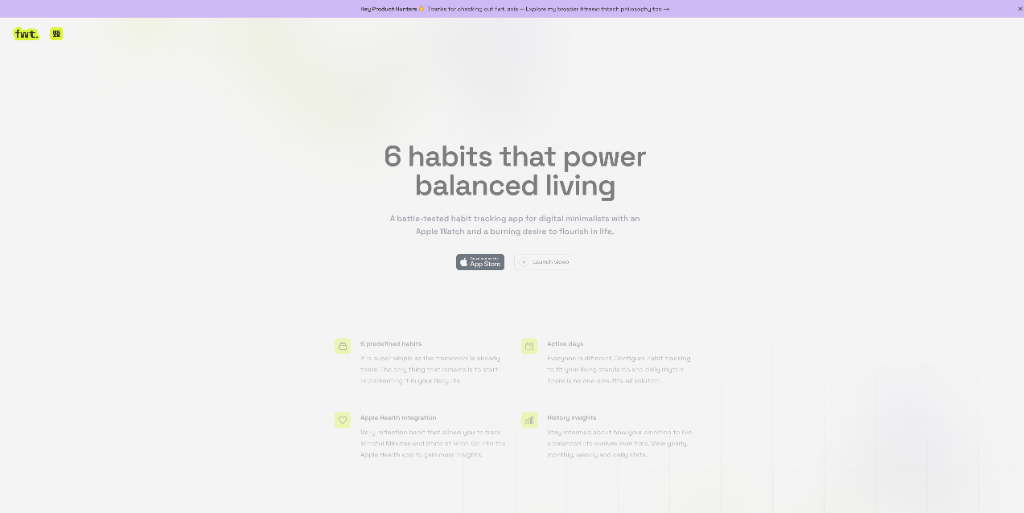 Hey Product Hunters 👋 Thanks for checking out fwt. axis — Explore my broader #freewthtech philosophy too →
fwt.
6 habits that power
balanced living
A battle-tested habit tracking app for digital minimalists with an
Apple Watch and a burning desire to flourish in life.
App Store
Launch video
6 predefined habits
It is super simple as the framework is already
there. The only thing that remains is to start
implementing it in your daily life.
Active days
Everyone is different. Configure habit tracking
to fit your living standards and daily rhythm.
There is no one-size-fits-all solution.
Apple Health integration
Daily reflection habit that allows you to track
Mindful Minutes and State of Mind. Go into the
Apple Health app to gain more insights.
History insights
Stay informed about how your ambition to live
a balanced life evolves over time. View yearly,
monthly, weekly and daily stats.